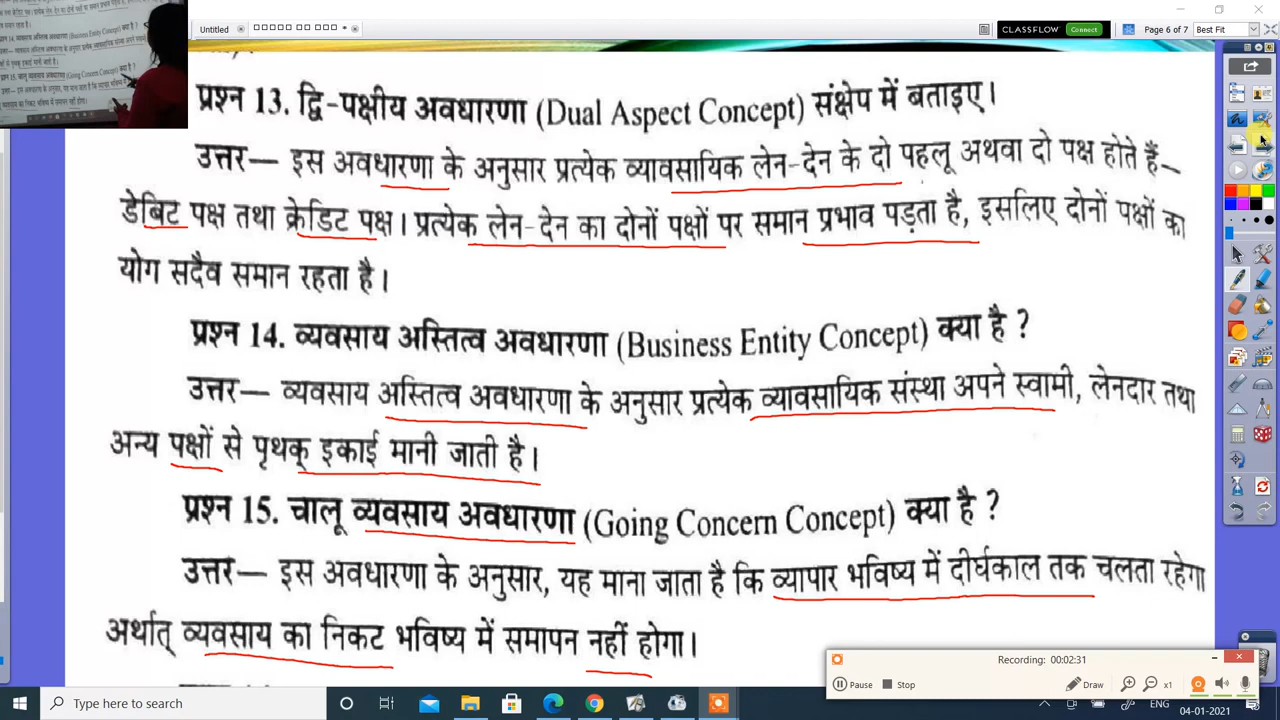 Untitled
CLASSFLOW Connect
Page 6 of 7 Best Fit
प्रश्न 13. द्वि-पक्षीय अवधारणा (Dual Aspect Concept) संक्षेप में बताइए।
उत्तर— इस अवधारणा के अनुसार प्रत्येक व्यावसायिक लेन-देन के दो पहलू अथवा दो पक्ष होते हैं—
डेबिट पक्ष तथा क्रेडिट पक्ष। प्रत्येक लेन-देन का दोनों पक्षों पर समान प्रभाव पड़ता है, इसलिए दोनों पक्षों का
योग सदैव समान रहता है।
प्रश्न 14. व्यवसाय अस्तित्व अवधारणा (Business Entity Concept) क्या है ?
उत्तर— व्यवसाय अस्तित्व अवधारणा के अनुसार प्रत्येक व्यावसायिक संस्था अपने स्वामी, लेनदार तथा
अन्य पक्षों से पृथक् इकाई मानी जाती है।
प्रश्न 15. चालू व्यवसाय अवधारणा (Going Concern Concept) क्या है ?
उत्तर— इस अवधारणा के अनुसार, यह माना जाता है कि व्यापार भविष्य में दीर्घकाल तक चलता रहेगा
अर्थात् व्यवसाय का निकट भविष्य में समापन नहीं होगा।
Recording: 00:02:31
Pause Stop Draw x1
Type here to search
ENG 7:50 PM
04-01-2021